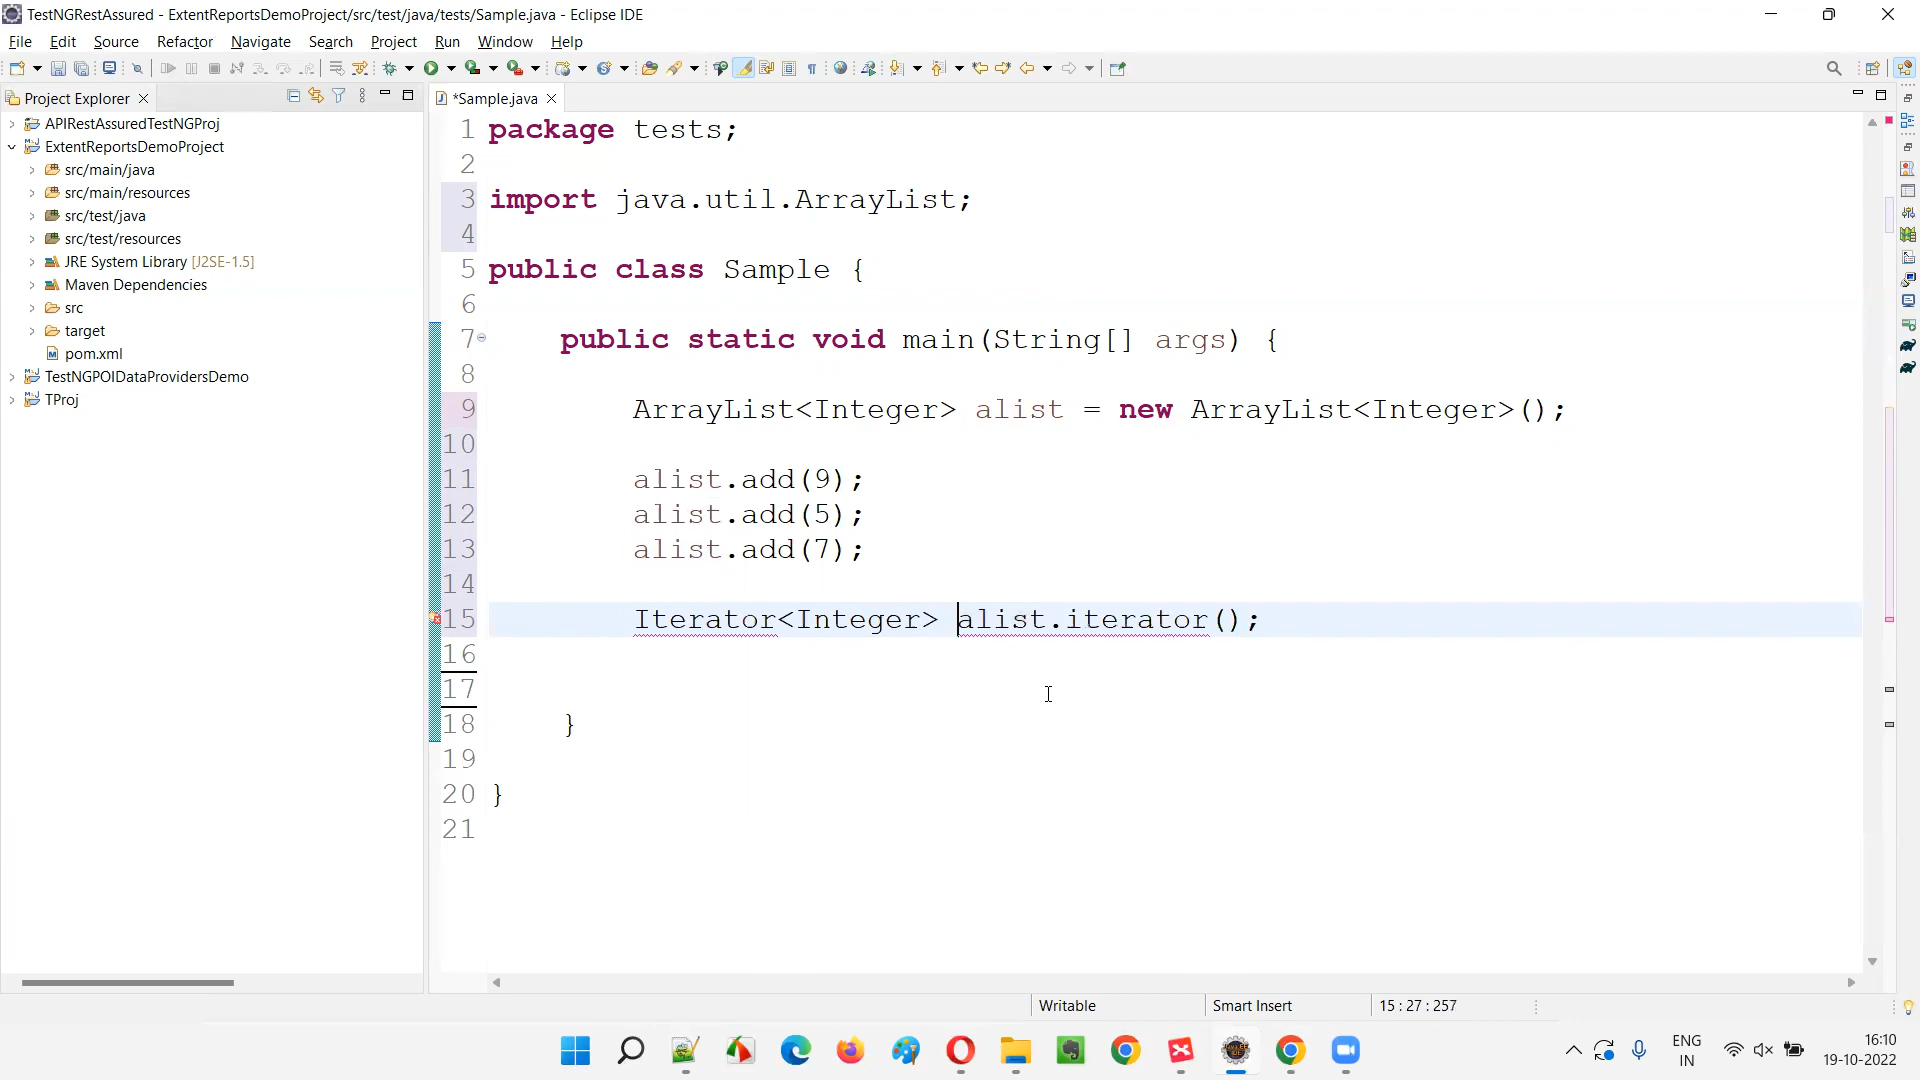 TestNGRestAssured - ExtentReportsDemoProject/src/test/java/tests/Sample.java - Eclipse IDE
File Edit Source Refactor Navigate Search Project Run Window Help
Project Explorer
*Sample.java
APIRestAssuredTestNGProj
ExtentReportsDemoProject
src/main/java
src/main/resources
src/test/java
src/test/resources
JRE System Library [J2SE-1.5]
Maven Dependencies
src
target
pom.xml
TestNGPOIDataProvidersDemo
TProj
1 package tests;
2
3 import java.util.ArrayList;
4
5 public class Sample {
6
7 public static void main(String[] args) {
8
9 ArrayList<Integer> alist = new ArrayList<Integer>();
10
11 alist.add(9);
12 alist.add(5);
13 alist.add(7);
14
15 Iterator<Integer> alist.iterator();
16
17
18 }
19
20 }
21
Writable Smart Insert 15 : 27 : 257
ENG
IN
16:10
19-10-2022